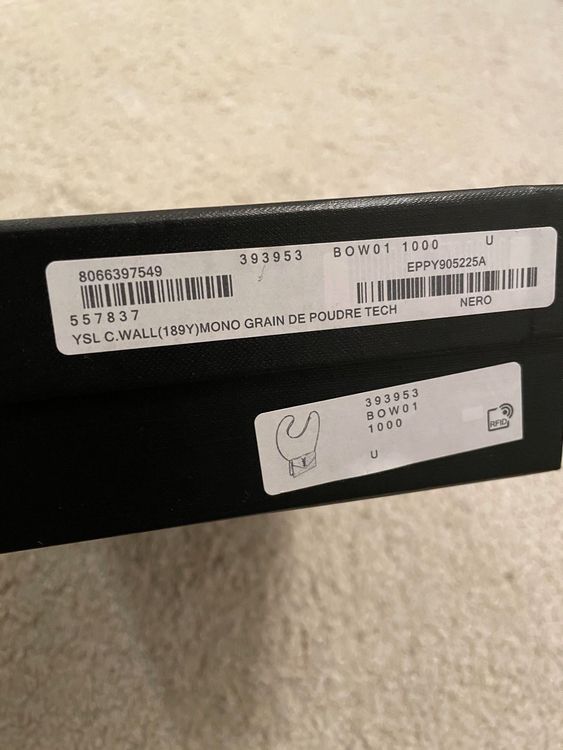 8066397549 393953 BOW01 1000 U
EPPY905225A
557837
YSL C.WALL(189Y)MONO GRAIN DE POUDRE TECH NERO
393953
BOW01
1000
U
RFID